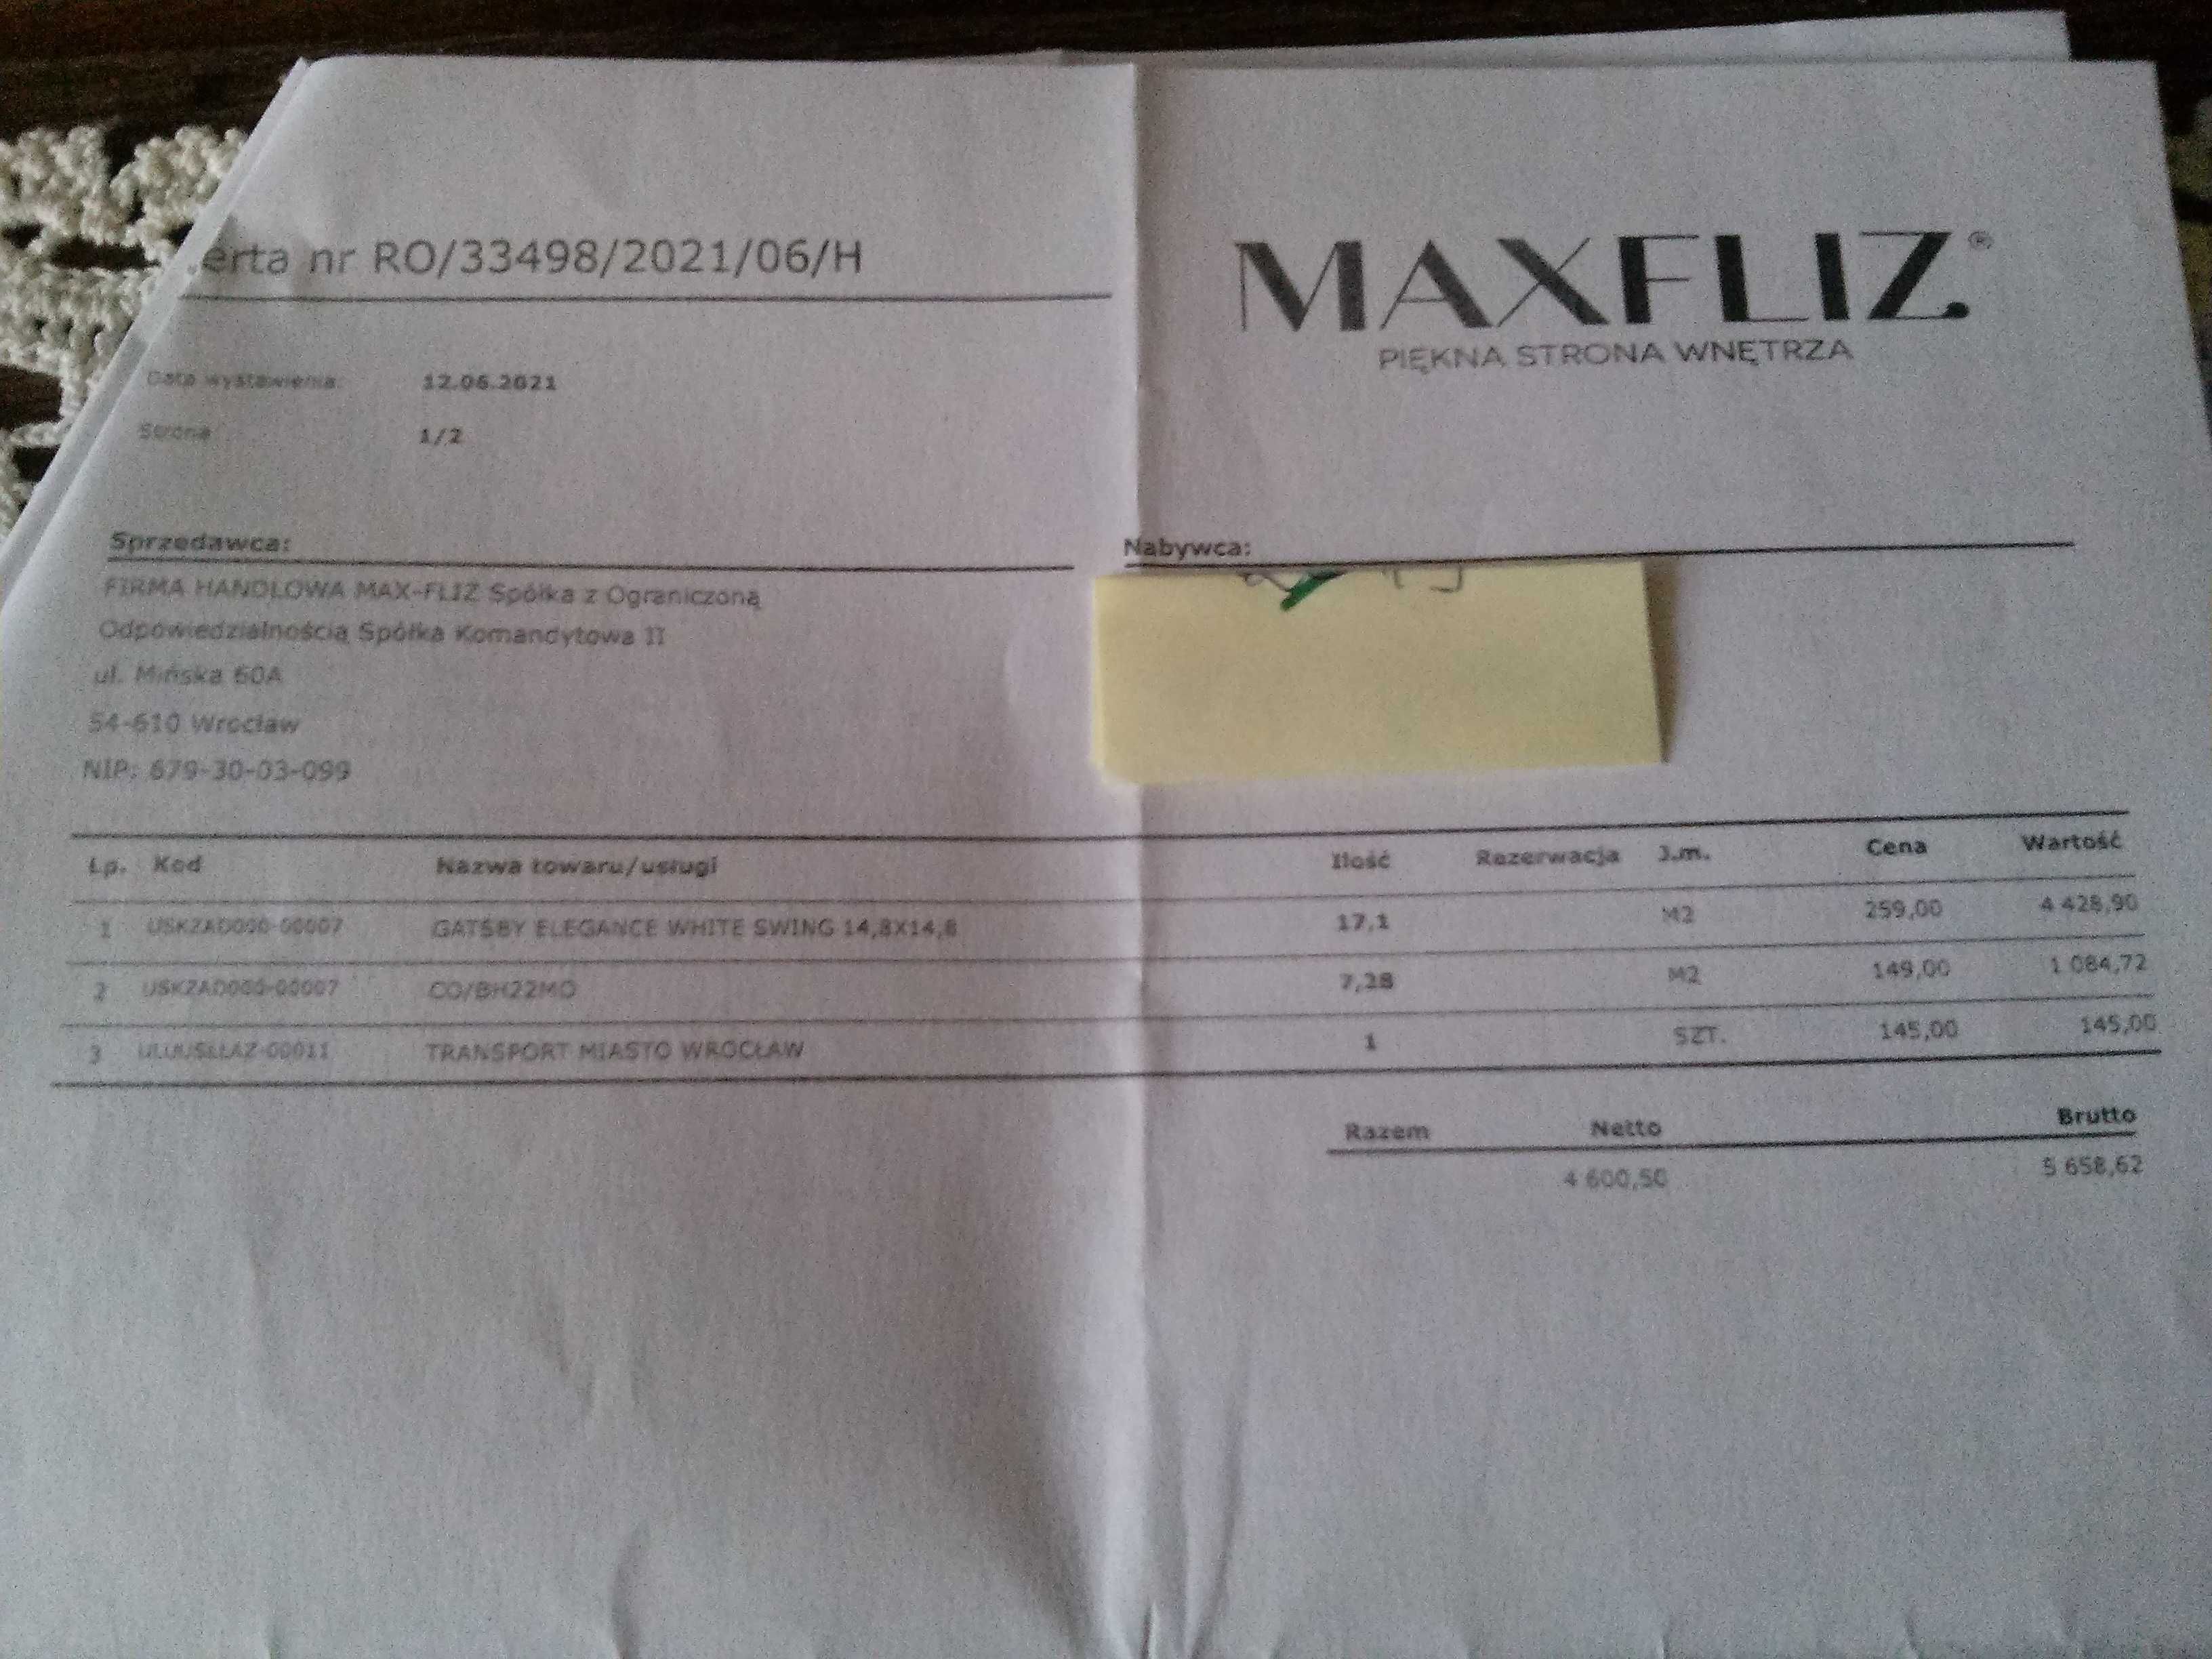 erta nr RO/33498/2021/06/H
MAXFLIZ®
PIĘKNA STRONA WNĘTRZA
Data wystawienia: 12.06.2021
Strona 1/2
Sprzedawca:
FIRMA HANDLOWA MAX-FLIZ Spółka z Ograniczoną
Odpowiedzialnością Spółka Komandytowa II
ul. Mińska 60A
54-610 Wrocław
NIP: 679-30-03-099
Nabywca:
Lp. Kod Nazwa towaru/usługi Ilość Rezerwacja J.m. Cena Wartość
1 USKZAD000-00007 GATSBY ELEGANCE WHITE SWING 14,8X14,8 17,1 M2 259,00 4 428,90
2 USKZAD000-00007 CO/BH22MO 7,28 M2 149,00 1 084,72
3 TRANSPORT MIASTO WROCŁAW 1 SZT. 145,00 145,00
Razem Netto Brutto
4 600,50 5 658,62